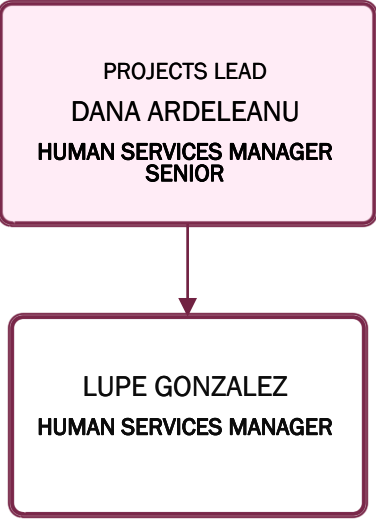 PROJECTS LEAD
DANA ARDELEANU
HUMAN SERVICES MANAGER
SENIOR
LUPE GONZALEZ
HUMAN SERVICES MANAGER